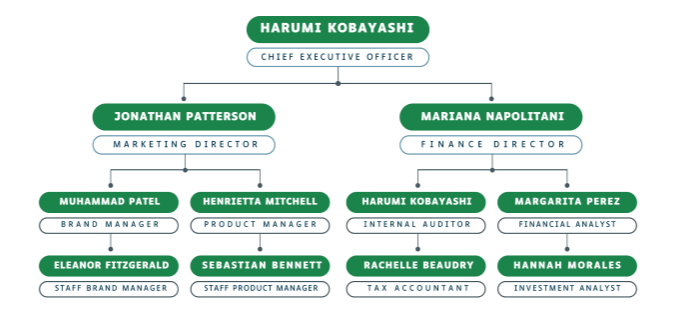 HARUMI KOBAYASHI
CHIEF EXECUTIVE OFFICER
JONATHAN PATTERSON
MARKETING DIRECTOR
MARIANA NAPOLITANI
FINANCE DIRECTOR
MUHAMMAD PATEL
BRAND MANAGER
HENRIETTA MITCHELL
PRODUCT MANAGER
HARUMI KOBAYASHI
INTERNAL AUDITOR
MARGARITA PEREZ
FINANCIAL ANALYST
ELEANOR FITZGERALD
STAFF BRAND MANAGER
SEBASTIAN BENNETT
STAFF PRODUCT MANAGER
RACHELLE BEAUDRY
TAX ACCOUNTANT
HANNAH MORALES
INVESTMENT ANALYST